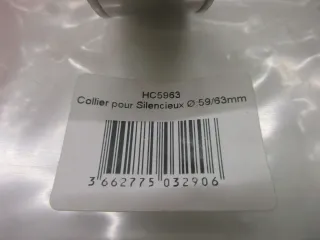 HC5963
Collier pour Silencieux Ø 59/63mm
3 662775 032906